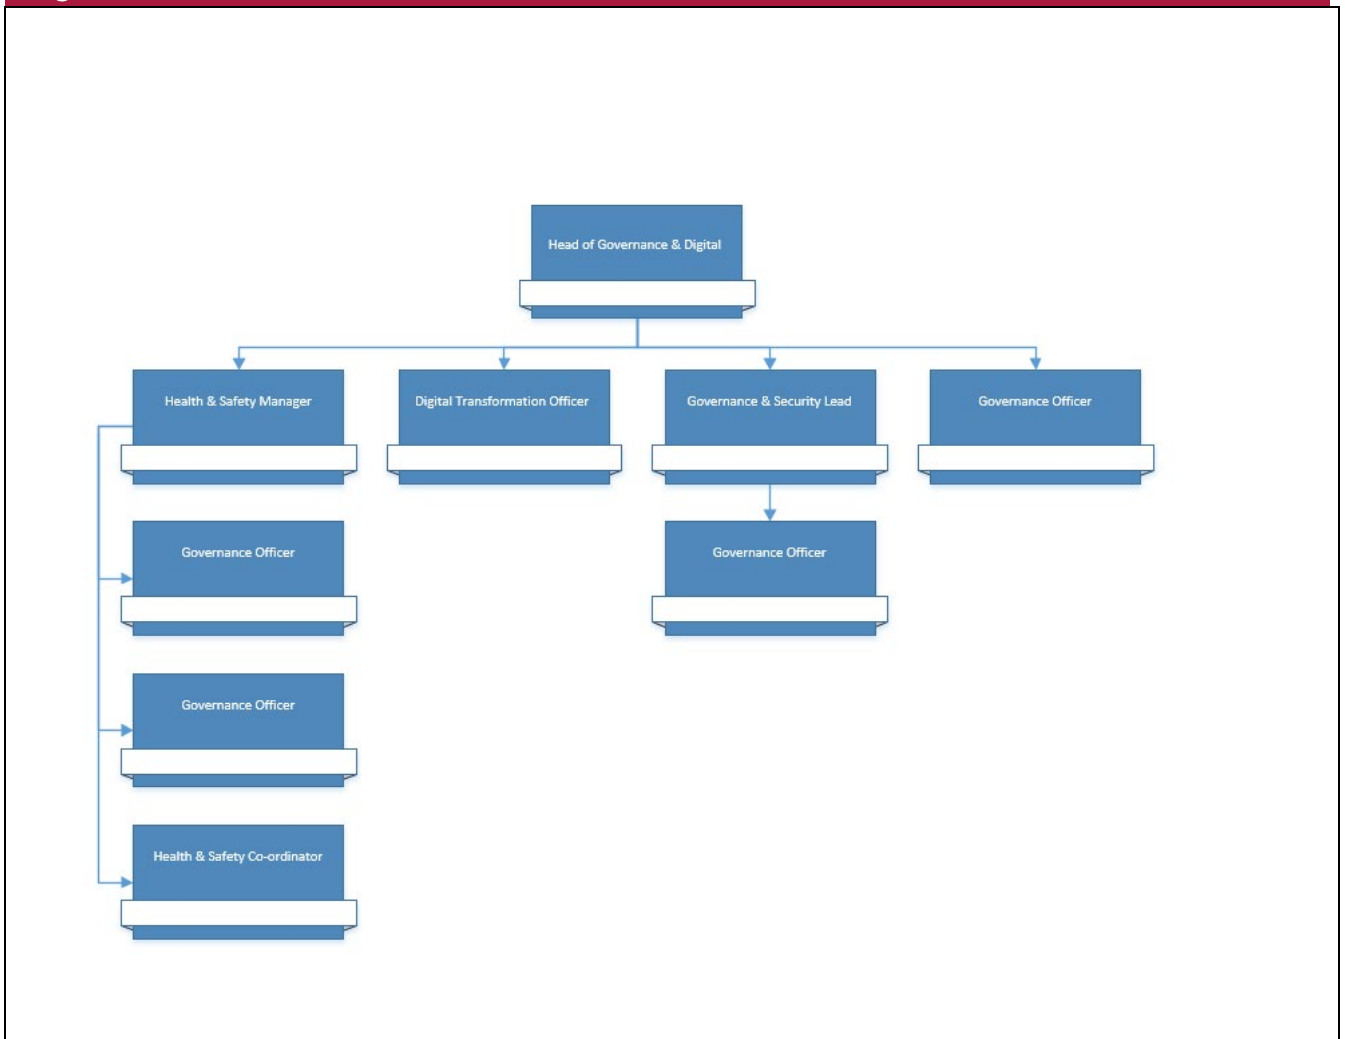 Head of Governance & Digital
Health & Safety Manager
Digital Transformation Officer
Governance & Security Lead
Governance Officer
Governance Officer
Governance Officer
Governance Officer
Health & Safety Co-ordinator